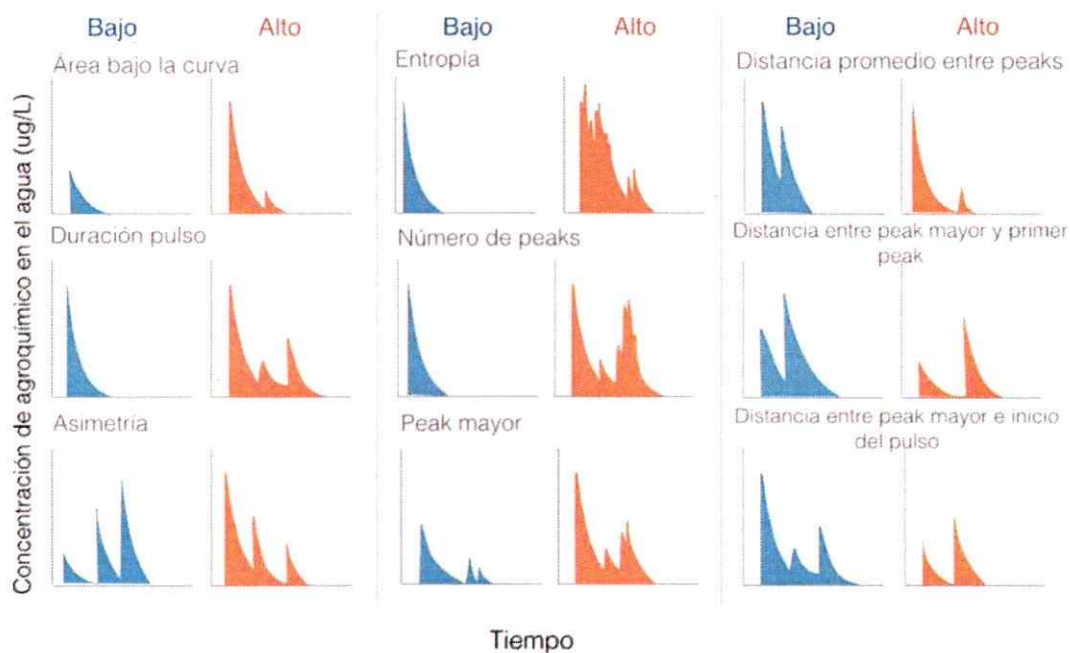 Bajo Alto Bajo Alto Bajo Alto
Área bajo la curva
Entropía
Distancia promedio entre peaks
Duración pulso
Número de peaks
Distancia entre peak mayor y primer
peak
Asimetría
Peak mayor
Distancia entre peak mayor e inicio
del pulso
Concentración de agroquímico en el agua (ug/L)
Tiempo